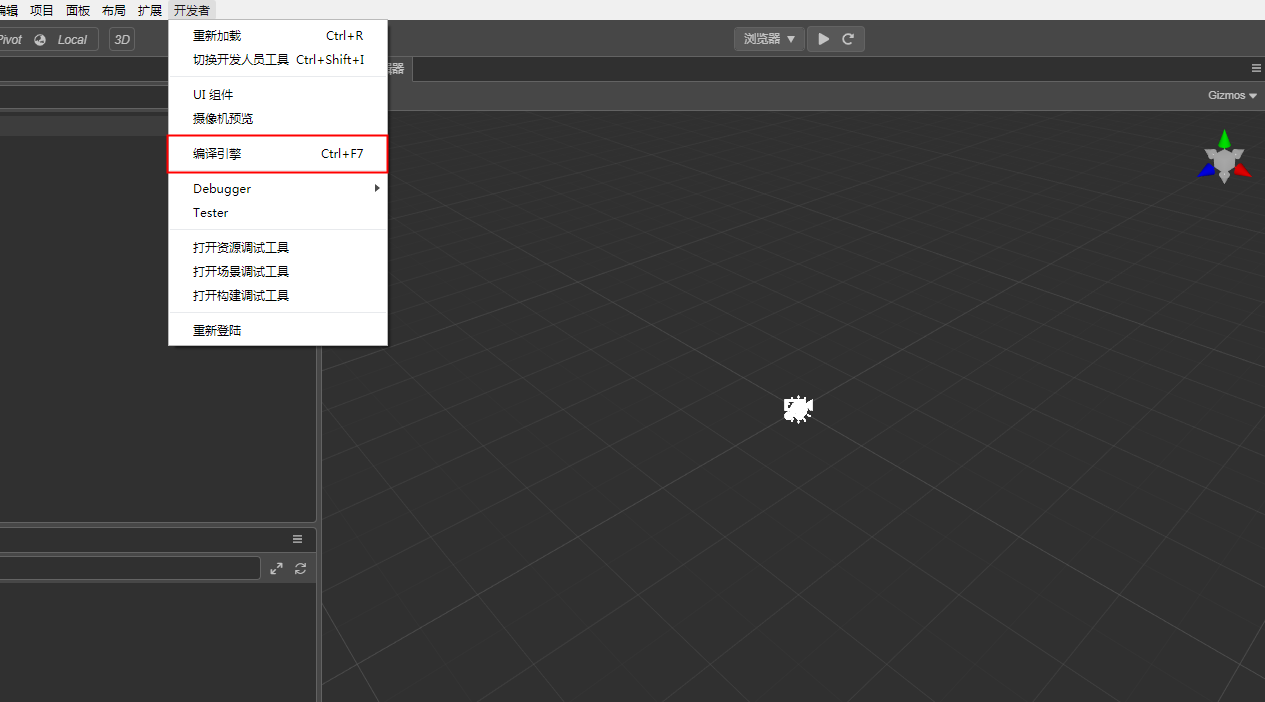 编辑 项目 面板 布局 扩展 开发者
Pivot Local 3D 浏览器
重新加载 Ctrl+R
切换开发人员工具 Ctrl+Shift+I
器
Gizmos
UI 组件
摄像机预览
编译引擎 Ctrl+F7
Debugger
Tester
打开资源调试工具
打开场景调试工具
打开构建调试工具
重新登陆